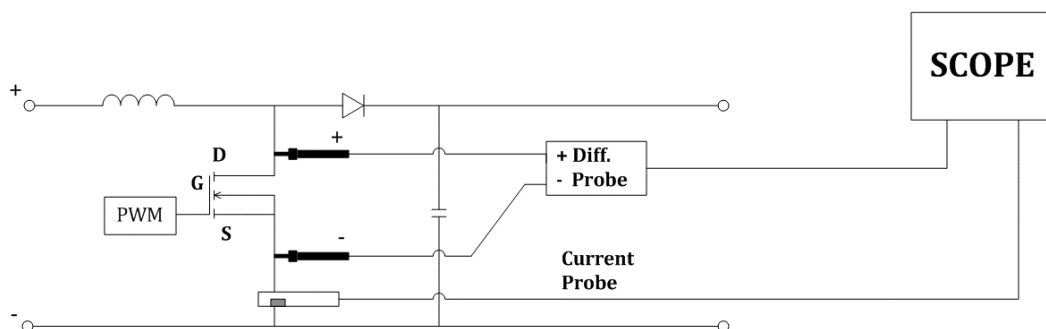 SCOPE
+
+
D
+ Diff.
- Probe
G
PWM
S
-
Current
Probe
-